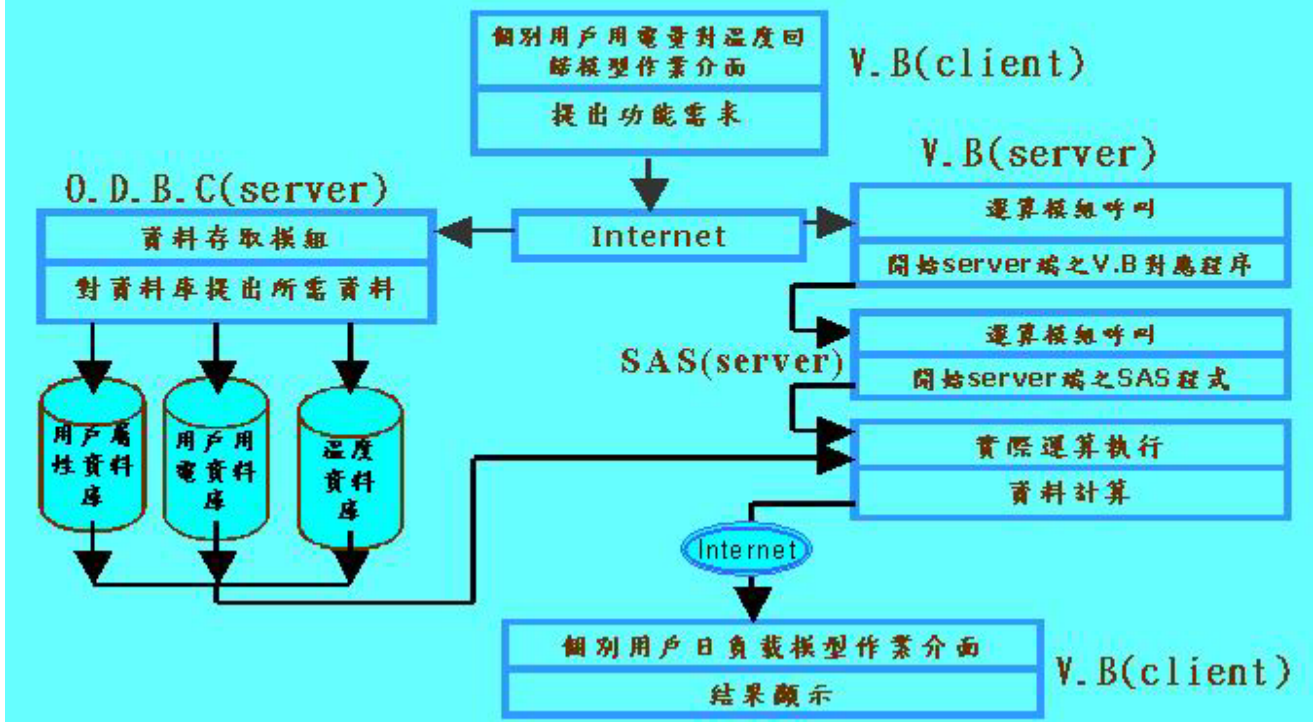 個別用戶用電量對溫度回
歸模型作業介面
V.B(client)
提出功能需求
V.B(server)
O.D.B.C(server)
運算模組呼叫
資料存取模組
Internet
開始server端之V.B對應程序
對資料庫提出所需資料
運算模組呼叫
SAS(server)
開始server端之SAS程式
用戶屬
性資料
庫
用戶用
電資料
庫
溫度
資料
庫
實際運算執行
資料計算
Internet
個別用戶日負載模型作業介面
V.B(client)
結果顯示